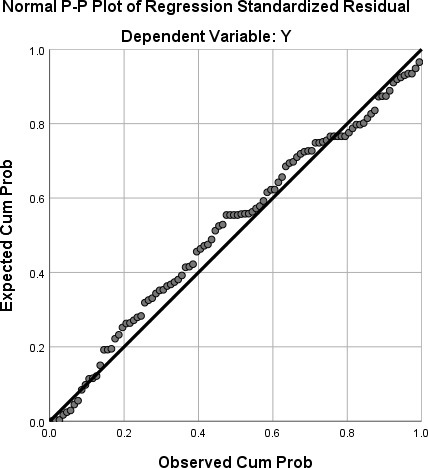 Normal P-P Plot of Regression Standardized Residual
Dependent Variable: Y
1.0
0.8
0.6
0.4
0.2
0.0
0.0 0.2 0.4 0.6 0.8 1.0
Expected Cum Prob
Observed Cum Prob